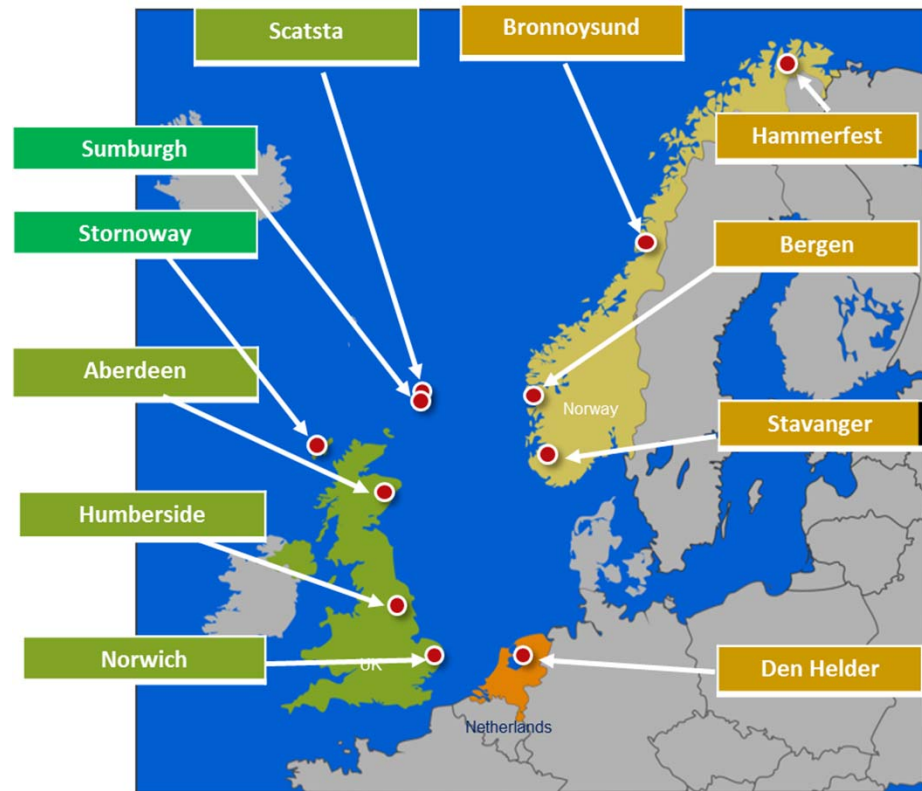 Scatsta
Bronnoysund
Sumburgh
Hammerfest
Stornoway
Bergen
Aberdeen
Norway
Stavanger
Humberside
Norwich
UK
Den Helder
Netherlands